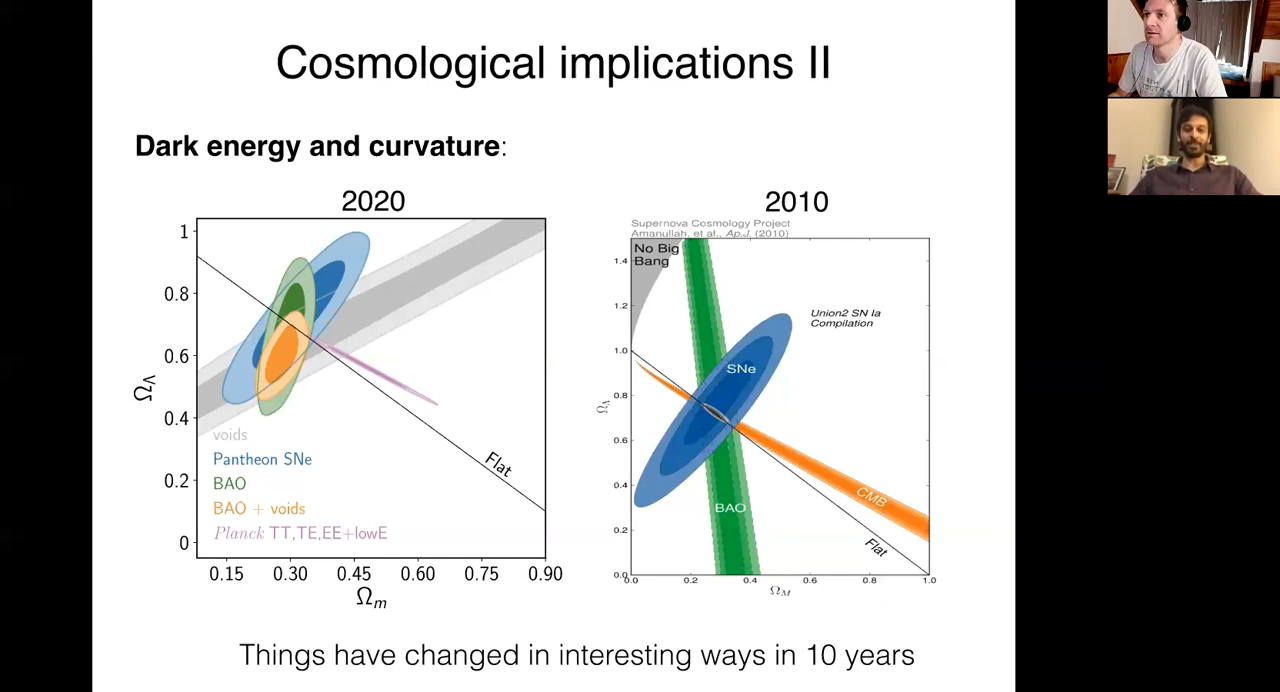 Cosmological implications II
Dark energy and curvature:
2020
1
0.8
0.6
0.4
0.2
0
Ω_Λ
voids
Pantheon SNe
BAO
BAO + voids
Planck TT,TE,EE+lowE
Flat
0.15 0.30 0.45 0.60 0.75 0.90
Ω_m
2010
Supernova Cosmology Project
Amanullah, et al., Ap.J. (2010)
No Big
Bang
Union2 SN Ia
Compilation
SNe
BAO
CMB
Flat
1.4
1.2
1.0
0.8
0.6
0.4
0.2
0.0
Ω_Λ
0.0 0.2 0.4 0.6 0.8 1.0
Ω_M
Things have changed in interesting ways in 10 years